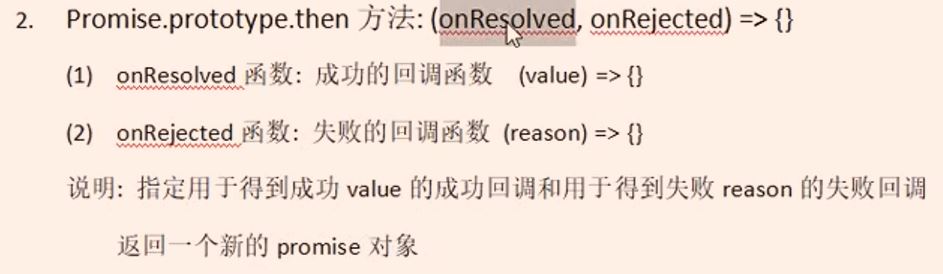 2. Promise.prototype.then 方法: (onResolved, onRejected) => {}
(1) onResolved 函数: 成功的回调函数 (value) => {}
(2) onRejected 函数: 失败的回调函数 (reason) => {}
说明: 指定用于得到成功 value 的成功回调和用于得到失败 reason 的失败回调
返回一个新的 promise 对象